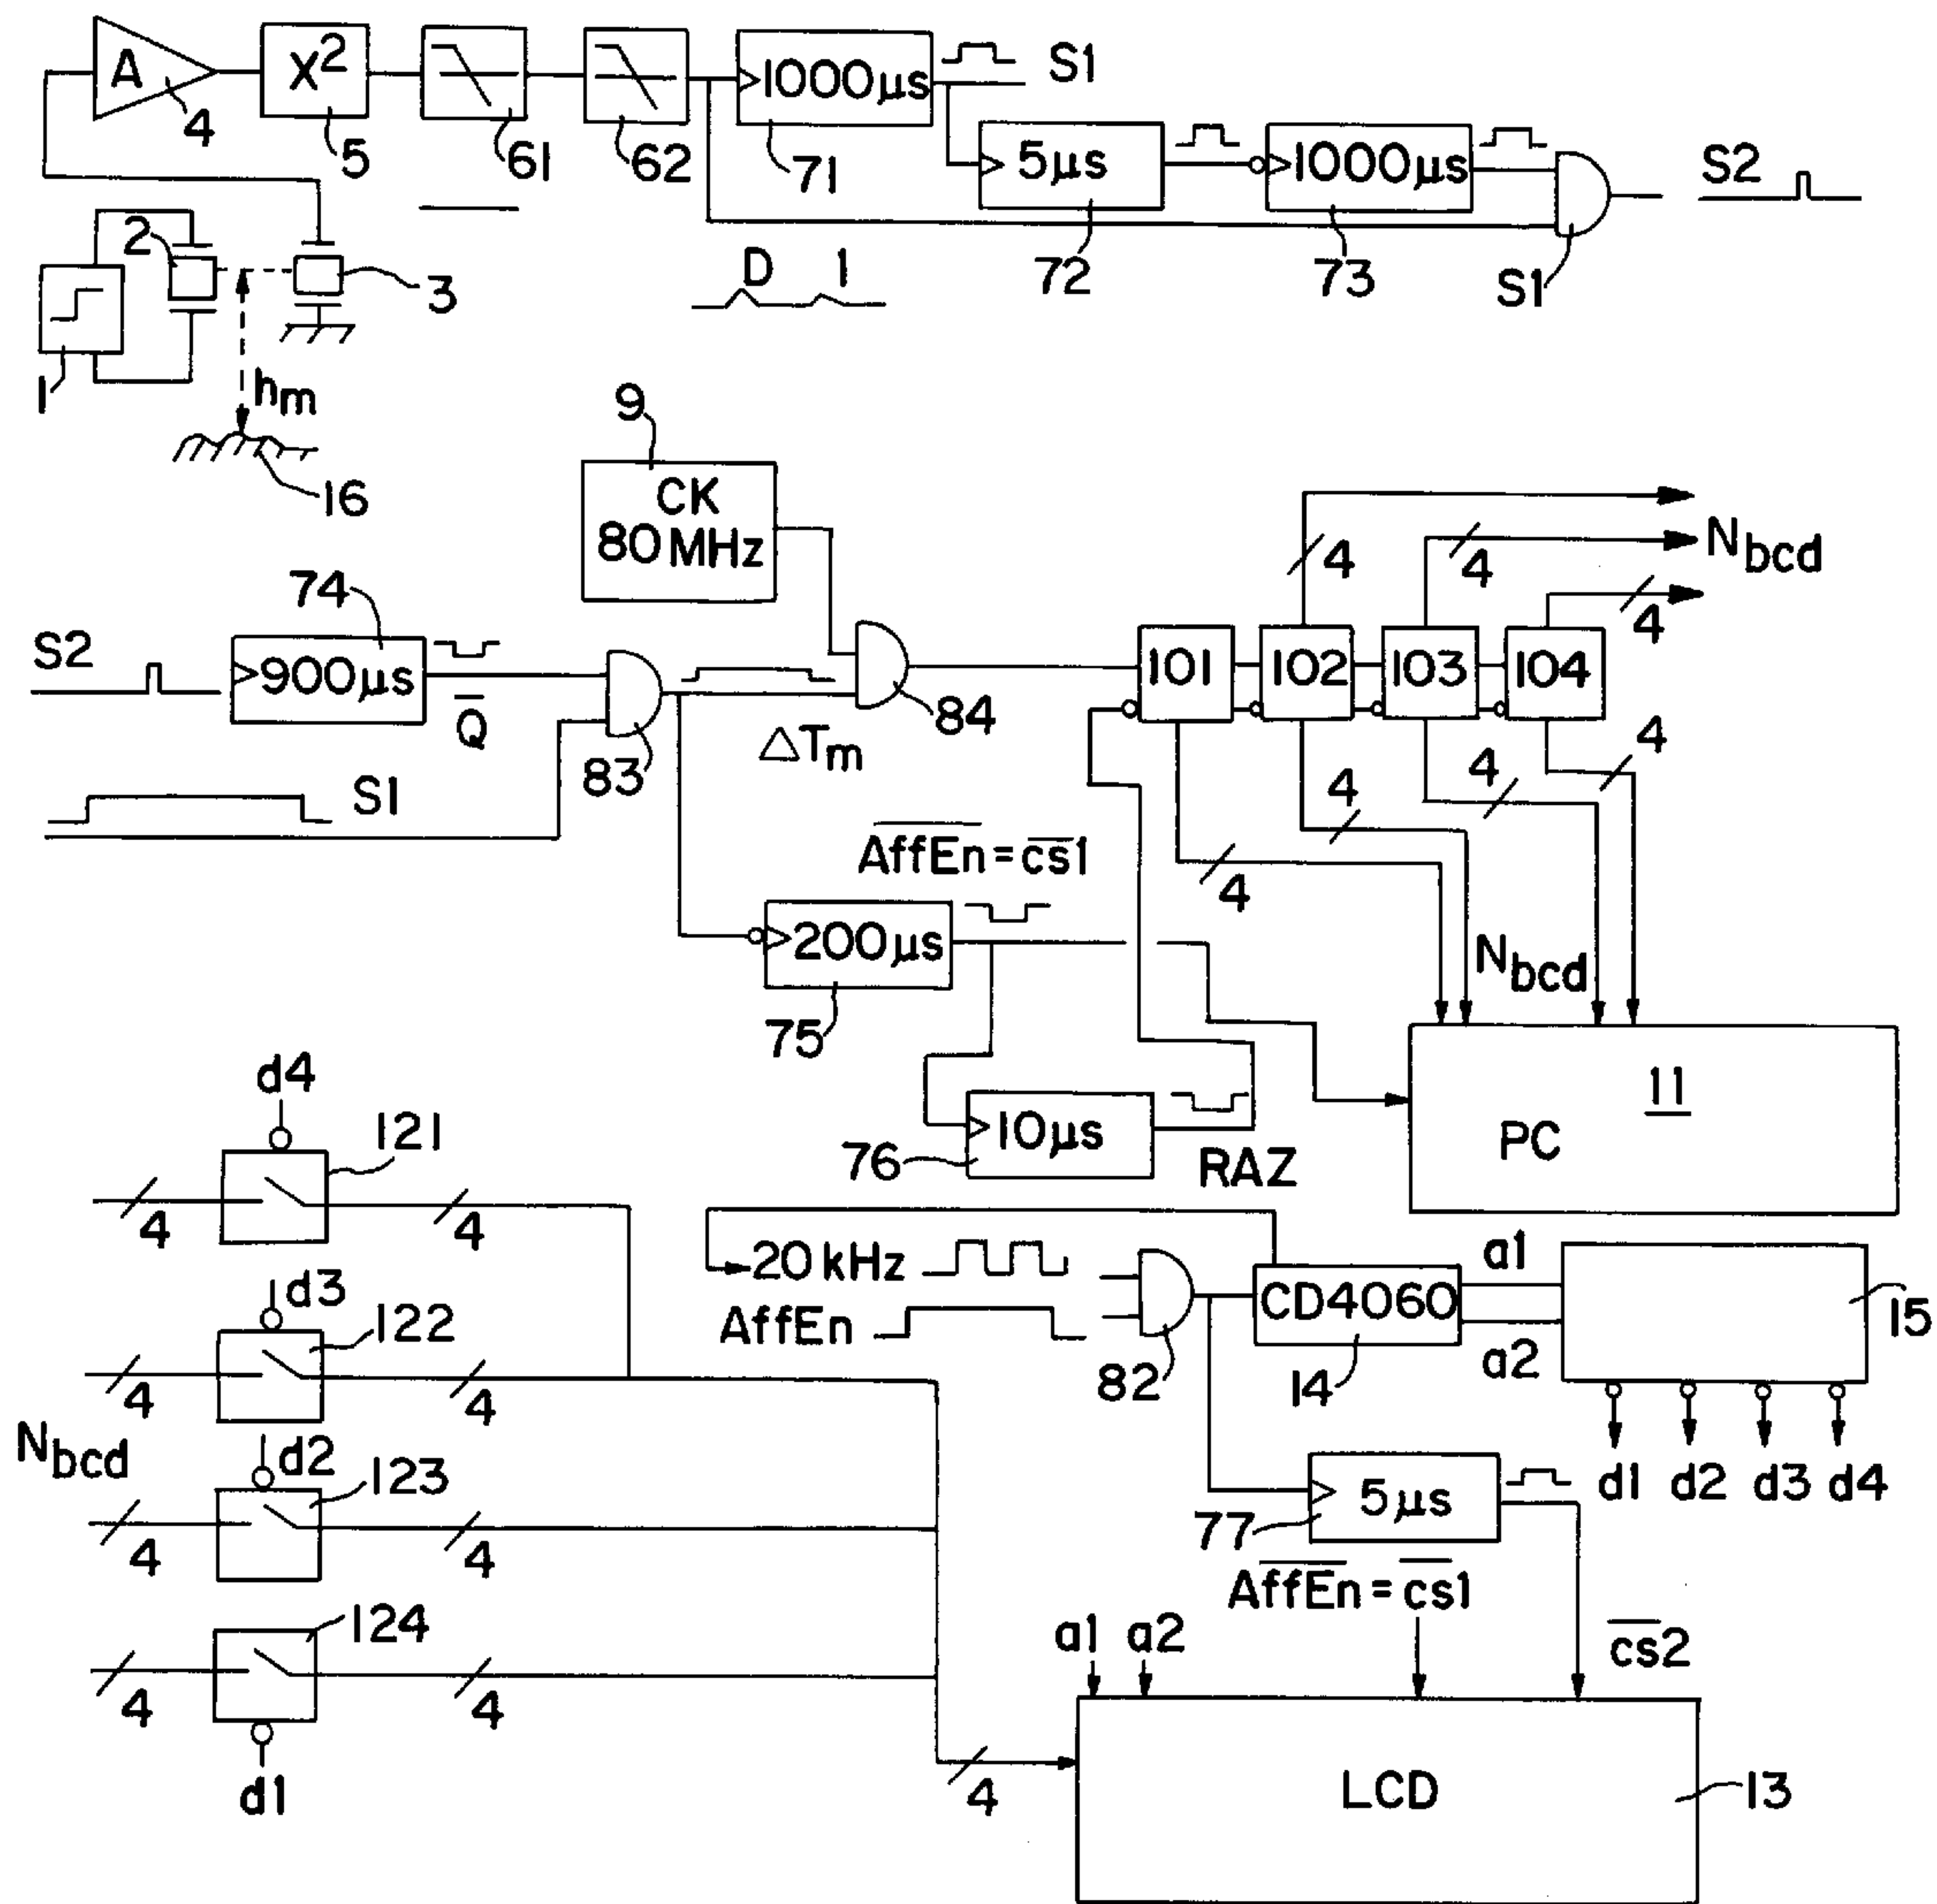 A
4
X2
5
61
62
1000µs
71
S1
5µs
72
1000µs
73
S1
S2
1
2
3
hm
16
D 1
9
CK
80MHz
S2
74
900µs
Q
83
ΔTm
84
S1
101
102
103
104
4
4
4
Nbcd
4
4
4
4
Nbcd
AffEn=cs1
200µs
75
10µs
76
RAZ
11
PC
d4
121
4
4
d3
122
4
4
Nbcd
d2
123
4
4
124
4
4
d1
20kHz
AffEn
82
CD4060
14
a1
a2
15
d1 d2 d3 d4
5µs
77
AffEn=cs1
cs2
a1 a2
4
LCD
13